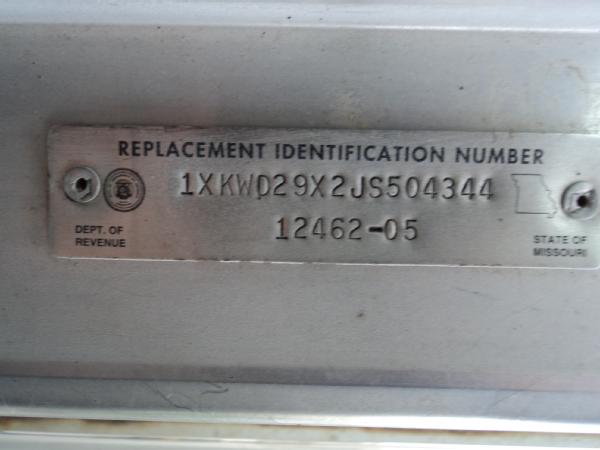 REPLACEMENT IDENTIFICATION NUMBER
1XKWD29X2JS504344
12462-05
DEPT. OF
REVENUE
STATE OF
MISSOURI